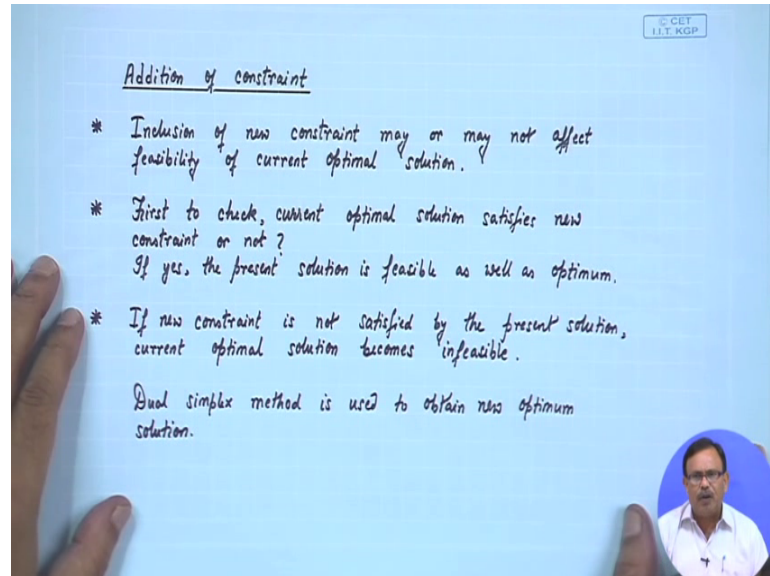 © CET
I.I.T. KGP
Addition of constraint
* Inclusion of new constraint may or may not affect
feasibility of current optimal solution.
* First to check, current optimal solution satisfies new
constraint or not?
If yes, the present solution is feasible as well as optimum.
* If new constraint is not satisfied by the present solution,
current optimal solution becomes infeasible.
Dual simplex method is used to obtain new optimum
solution.